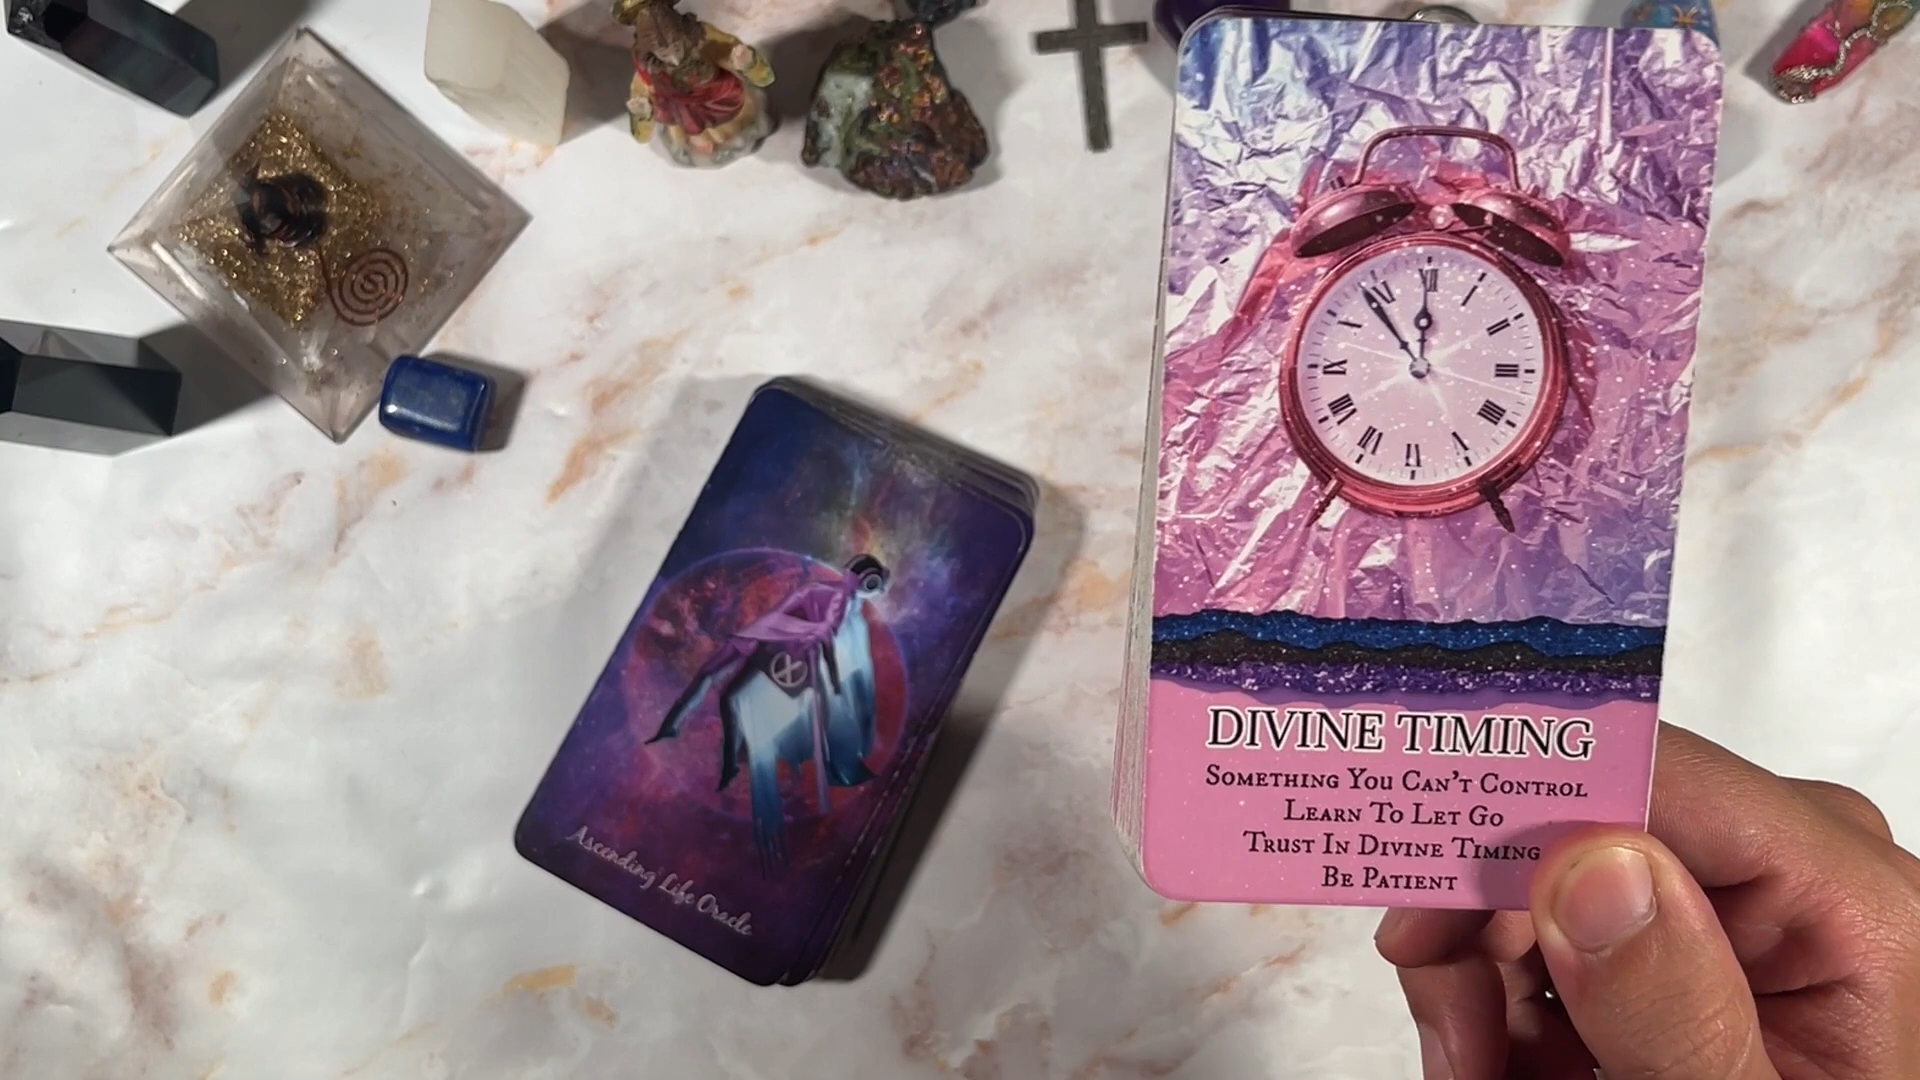 XII
DIVINE TIMING
Something You Can't Control
Learn To Let Go
Trust In Divine Timing
Be Patient
Ascending Life Oracle